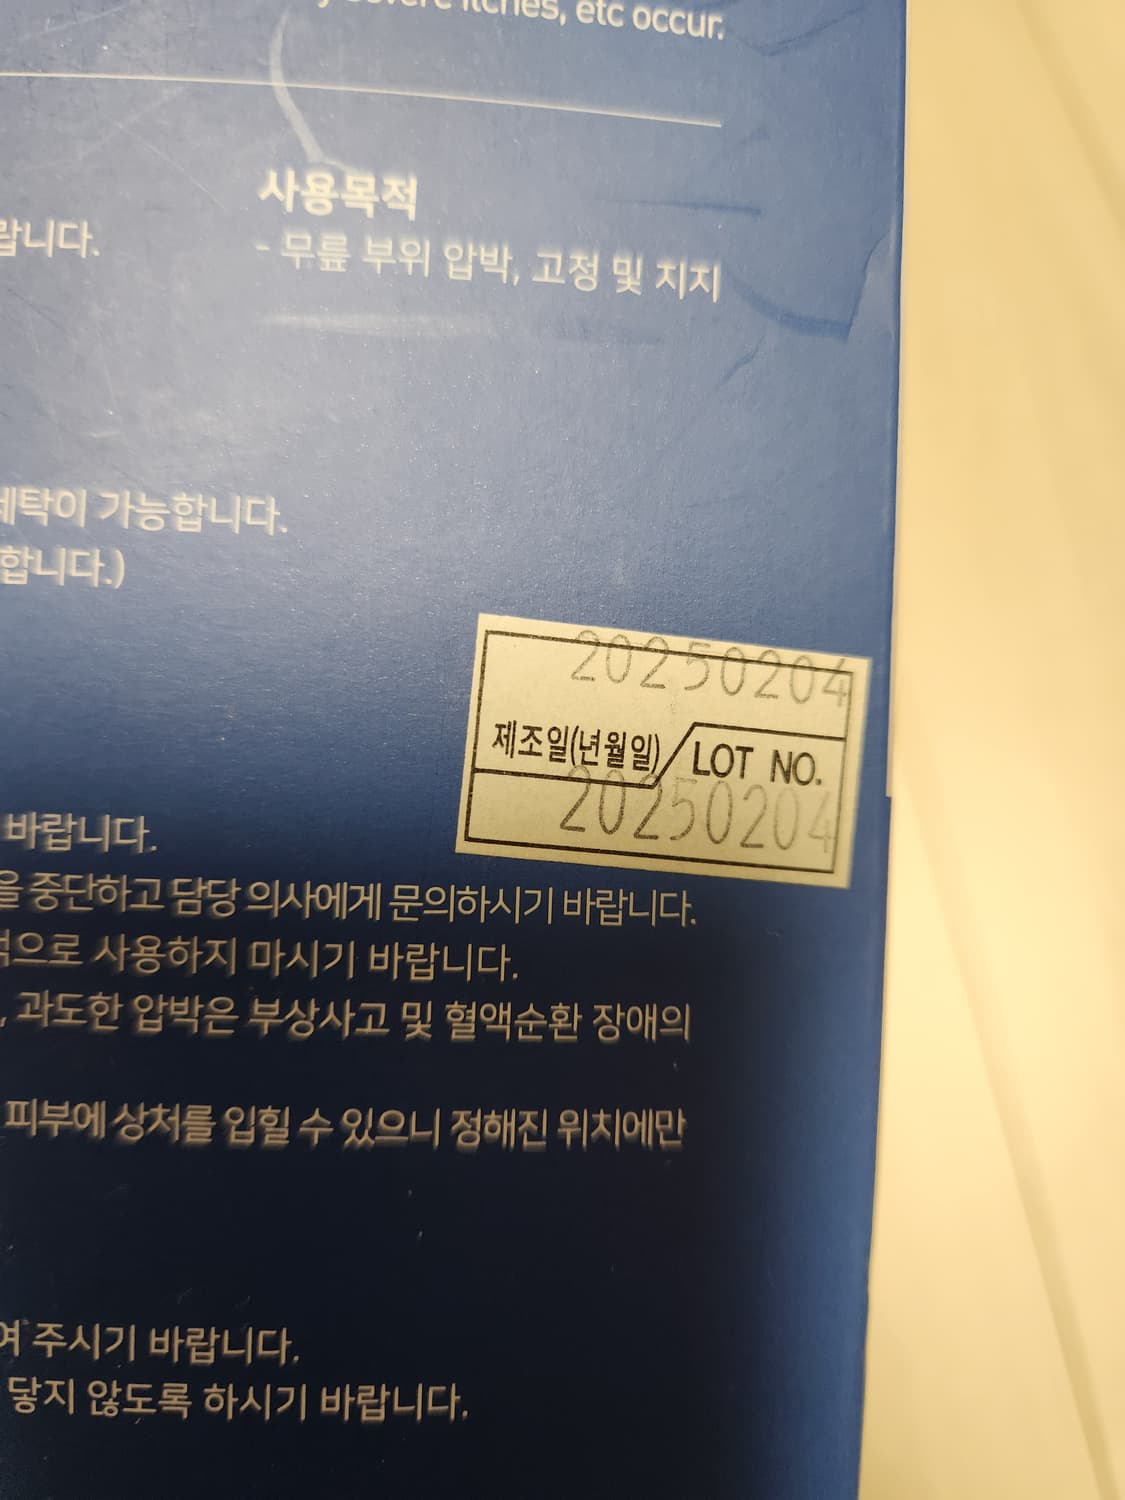 severe itches, etc occur.
사용목적
랍니다.
- 무릎 부위 압박, 고정 및 지지
세탁이 가능합니다.
합니다.)
20250204
제조일(년월일) LOT NO.
20250204
바랍니다.
을 중단하고 담당 의사에게 문의하시기 바랍니다.
적으로 사용하지 마시기 바랍니다.
, 과도한 압박은 부상사고 및 혈액순환 장애의
피부에 상처를 입힐 수 있으니 정해진 위치에만
여 주시기 바랍니다.
닿지 않도록 하시기 바랍니다.